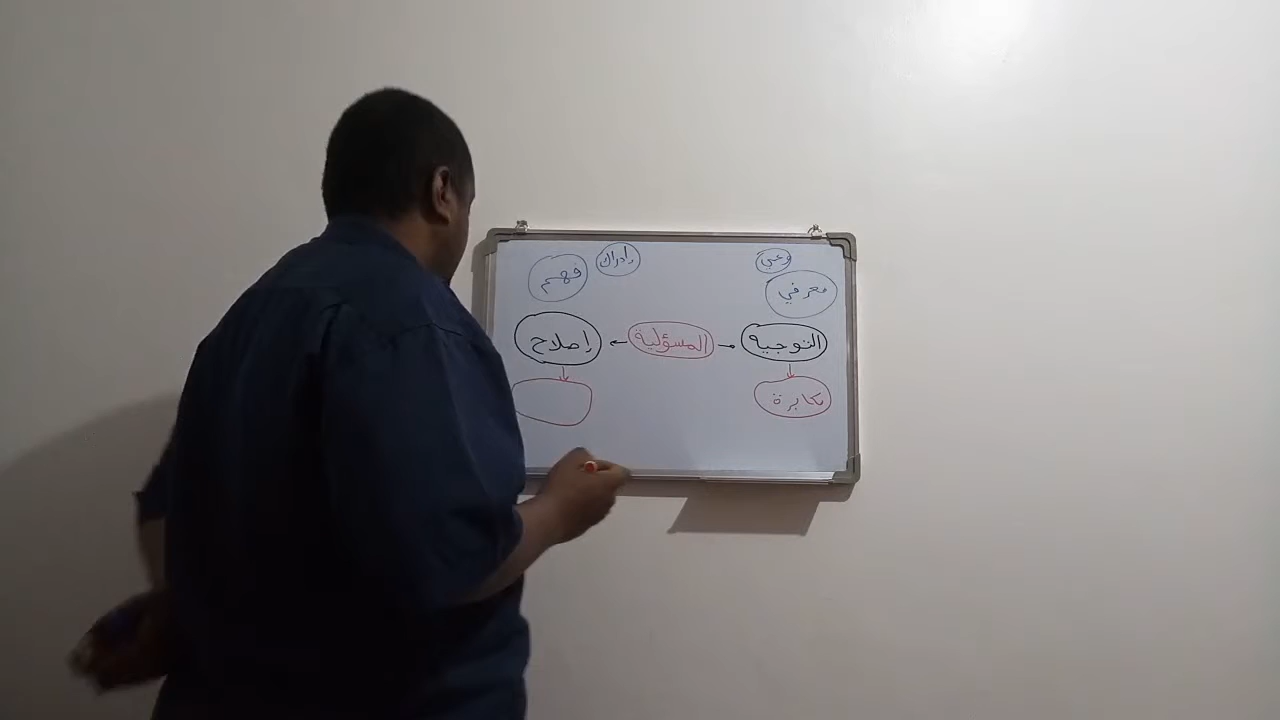 وعي
إدراك
معرفي
فهم
التوجيه
المسؤلية
إصلاح
مكابرة